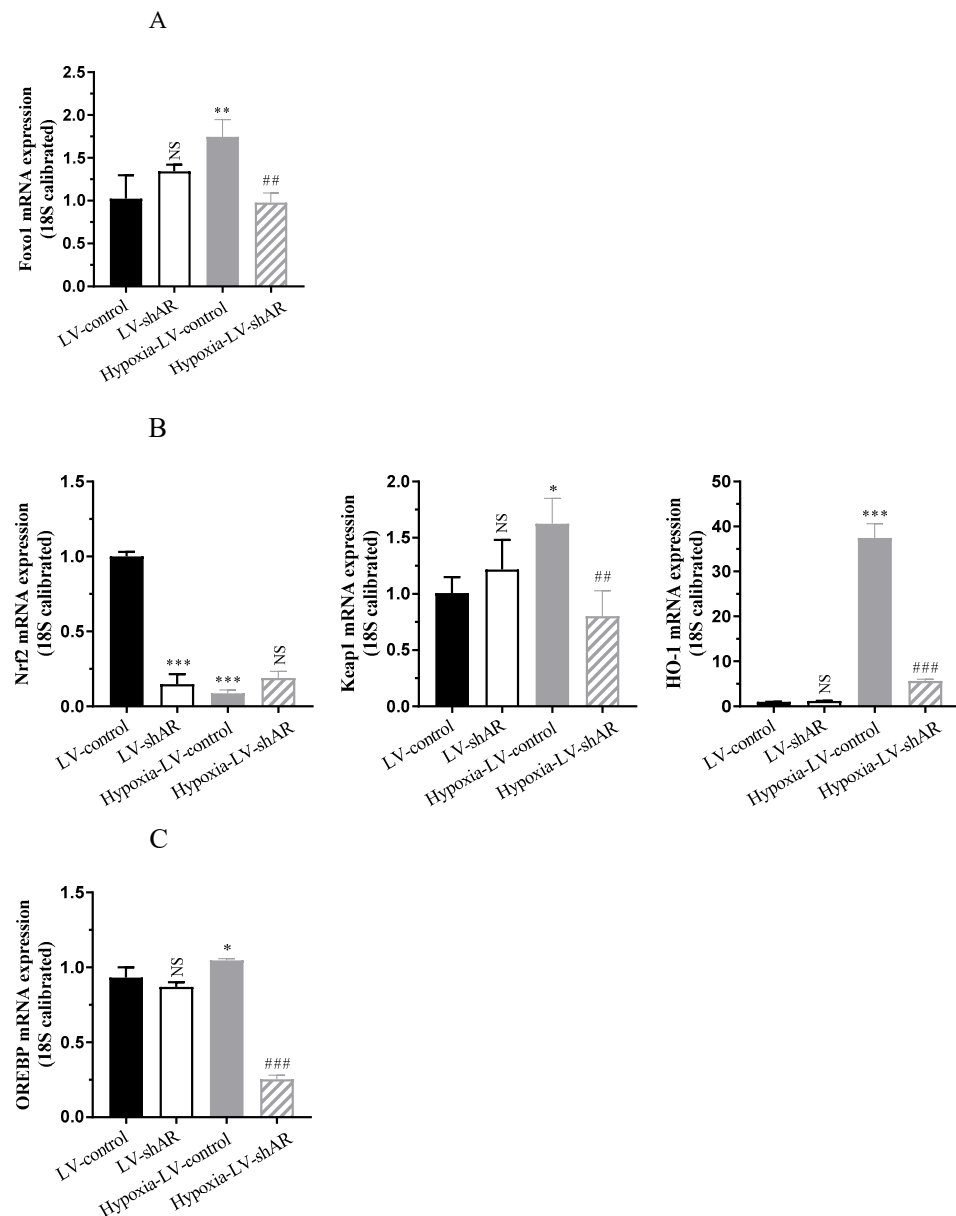 A
Foxo1 mRNA expression
(18S calibrated)
2.5
2.0
1.5
1.0
0.5
0.0
NS
**
##
LV-control
LV-shAR
Hypoxia-LV-control
Hypoxia-LV-shAR
B
Nrf2 mRNA expression
(18S calibrated)
1.5
1.0
0.5
0.0
***
***
NS
LV-control
LV-shAR
Hypoxia-LV-control
Hypoxia-LV-shAR
Keap1 mRNA expression
(18S calibrated)
2.0
1.5
1.0
0.5
0.0
NS
*
##
LV-control
LV-shAR
Hypoxia-LV-control
Hypoxia-LV-shAR
HO-1 mRNA expression
(18S calibrated)
50
40
30
20
10
0
NS
***
###
LV-control
LV-shAR
Hypoxia-LV-control
Hypoxia-LV-shAR
C
OREBP mRNA expression
(18S calibrated)
1.5
1.0
0.5
0.0
NS
*
###
LV-control
LV-shAR
Hypoxia-LV-control
Hypoxia-LV-shAR